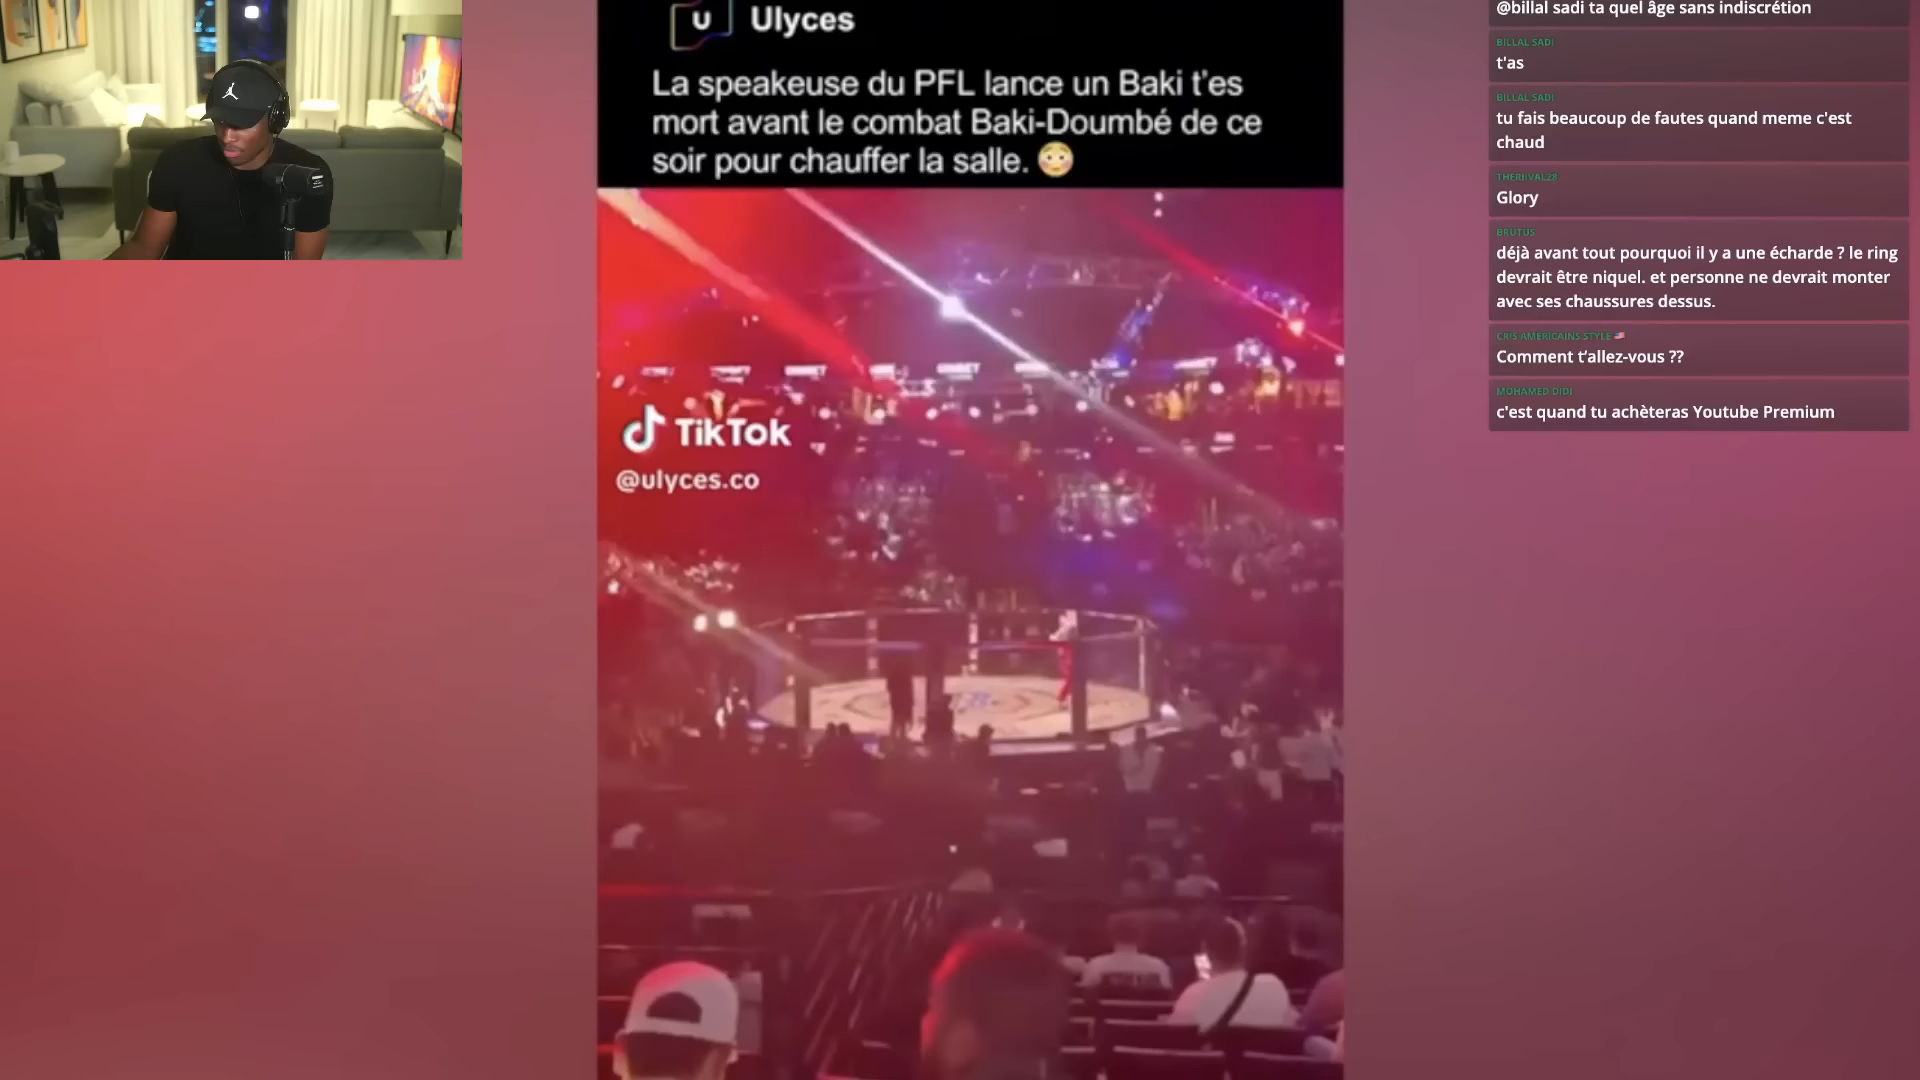 U Ulyces
La speakeuse du PFL lance un Baki t'es
mort avant le combat Baki-Doumbé de ce
soir pour chauffer la salle. 😳
TikTok
@ulyces.co
@billal sadi ta quel âge sans indiscrétion
BILLAL SADI
t'as
BILLAL SADI
tu fais beaucoup de fautes quand meme c'est
chaud
THERIIVAL28
Glory
BRUTUS
déjà avant tout pourquoi il y a une écharde ? le ring
devrait être niquel. et personne ne devrait monter
avec ses chaussures dessus.
CRIS AMERICAINS STYLE 🇺🇸
Comment t'allez-vous ??
MOHAMED DIDI
c'est quand tu achèteras Youtube Premium